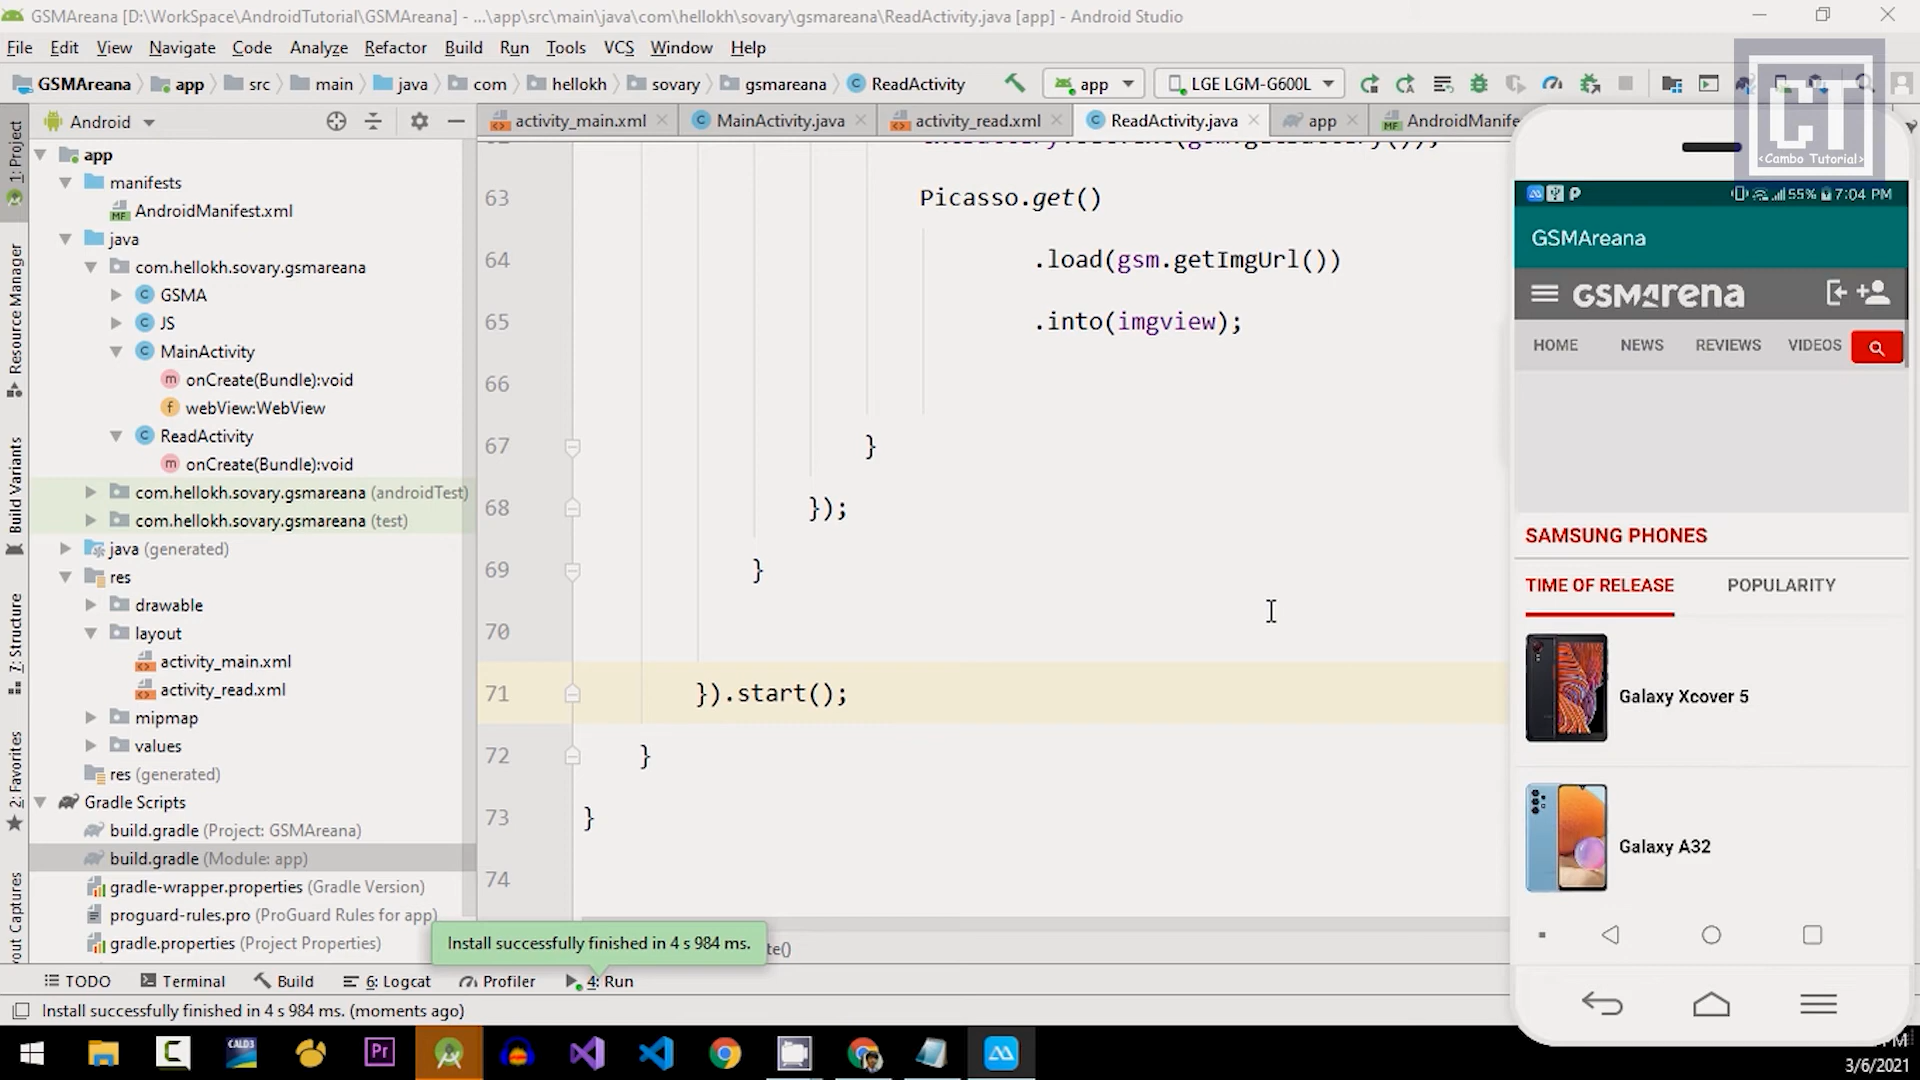 GSMAreana [D:\WorkSpace\AndroidTutorial\GSMAreana] - ...\app\src\main\java\com\hellokh\sovary\gsmareana\ReadActivity.java [app] - Android Studio
File Edit View Navigate Code Analyze Refactor Build Run Tools VCS Window Help
GSMAreana app src main java com hellokh sovary gsmareana ReadActivity app LGE LGM-G600L
CT
<Cambo Tutorial>
Android
activity_main.xml MainActivity.java activity_read.xml ReadActivity.java app AndroidManife
1: Project
Resource Manager
Build Variants
7: Structure
2: Favorites
out Captures
app
manifests
AndroidManifest.xml
java
com.hellokh.sovary.gsmareana
GSMA
JS
MainActivity
onCreate(Bundle):void
webView:WebView
ReadActivity
onCreate(Bundle):void
com.hellokh.sovary.gsmareana (androidTest)
com.hellokh.sovary.gsmareana (test)
java (generated)
res
drawable
layout
activity_main.xml
activity_read.xml
mipmap
values
res (generated)
Gradle Scripts
build.gradle (Project: GSMAreana)
build.gradle (Module: app)
gradle-wrapper.properties (Gradle Version)
proguard-rules.pro (ProGuard Rules for app)
gradle.properties (Project Properties)
63 Picasso.get()
64 .load(gsm.getImgUrl())
65 .into(imgview);
66
67 }
68 });
69 }
70
71 }).start();
72 }
73 }
74
Install successfully finished in 4 s 984 ms.
te()
55% 7:04 PM
GSMAreana
GSMArena
HOME NEWS REVIEWS VIDEOS
SAMSUNG PHONES
TIME OF RELEASE POPULARITY
Galaxy Xcover 5
Galaxy A32
TODO Terminal Build 6: Logcat Profiler 4: Run
Install successfully finished in 4 s 984 ms. (moments ago)
CALD3
Pr
3/6/2021